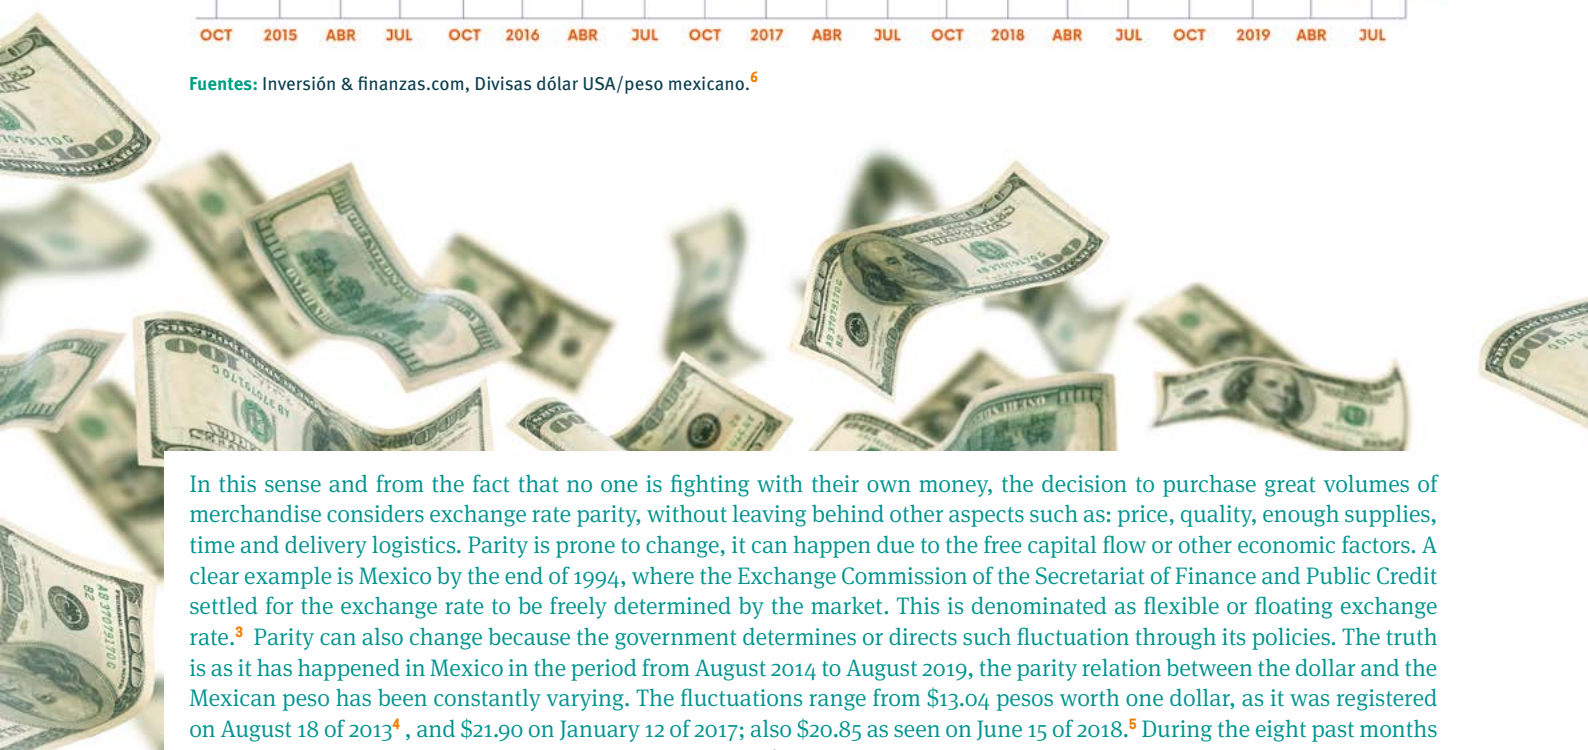 OCT 2015 ABR JUL OCT 2016 ABR JUL OCT 2017 ABR JUL OCT 2018 ABR JUL OCT 2019 ABR JUL
Fuentes: Inversión & finanzas.com, Divisas dólar USA/peso mexicano.6
In this sense and from the fact that no one is fighting with their own money, the decision to purchase great volumes of
merchandise considers exchange rate parity, without leaving behind other aspects such as: price, quality, enough supplies,
time and delivery logistics. Parity is prone to change, it can happen due to the free capital flow or other economic factors. A
clear example is Mexico by the end of 1994, where the Exchange Commission of the Secretariat of Finance and Public Credit
settled for the exchange rate to be freely determined by the market. This is denominated as flexible or floating exchange
rate.3 Parity can also change because the government determines or directs such fluctuation through its policies. The truth
is as it has happened in Mexico in the period from August 2014 to August 2019, the parity relation between the dollar and the
Mexican peso has been constantly varying. The fluctuations range from $13.04 pesos worth one dollar, as it was registered
on August 18 of 20134 , and $21.90 on January 12 of 2017; also $20.85 as seen on June 15 of 2018.5 During the eight past months